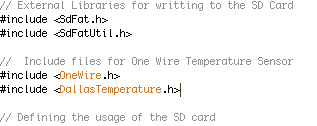 // External Libraries for writting to the SD Card
#include <SdFat.h>
#include <SdFatUtil.h>
//  Include files for One Wire Temperature Sensor
#include <OneWire.h>
#include <DallasTemperature.h>
// Defining the usage of the SD card